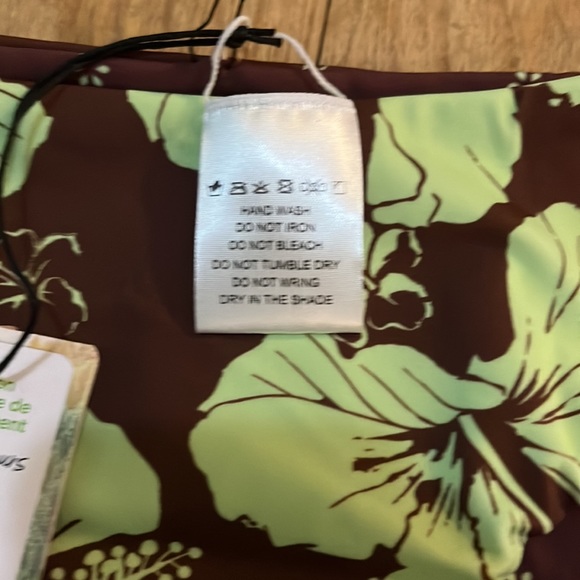 HAND WASH
DO NOT IRON
DO NOT BLEACH
DO NOT TUMBLE DRY
DO NOT WRING
DRY IN THE SHADE
de